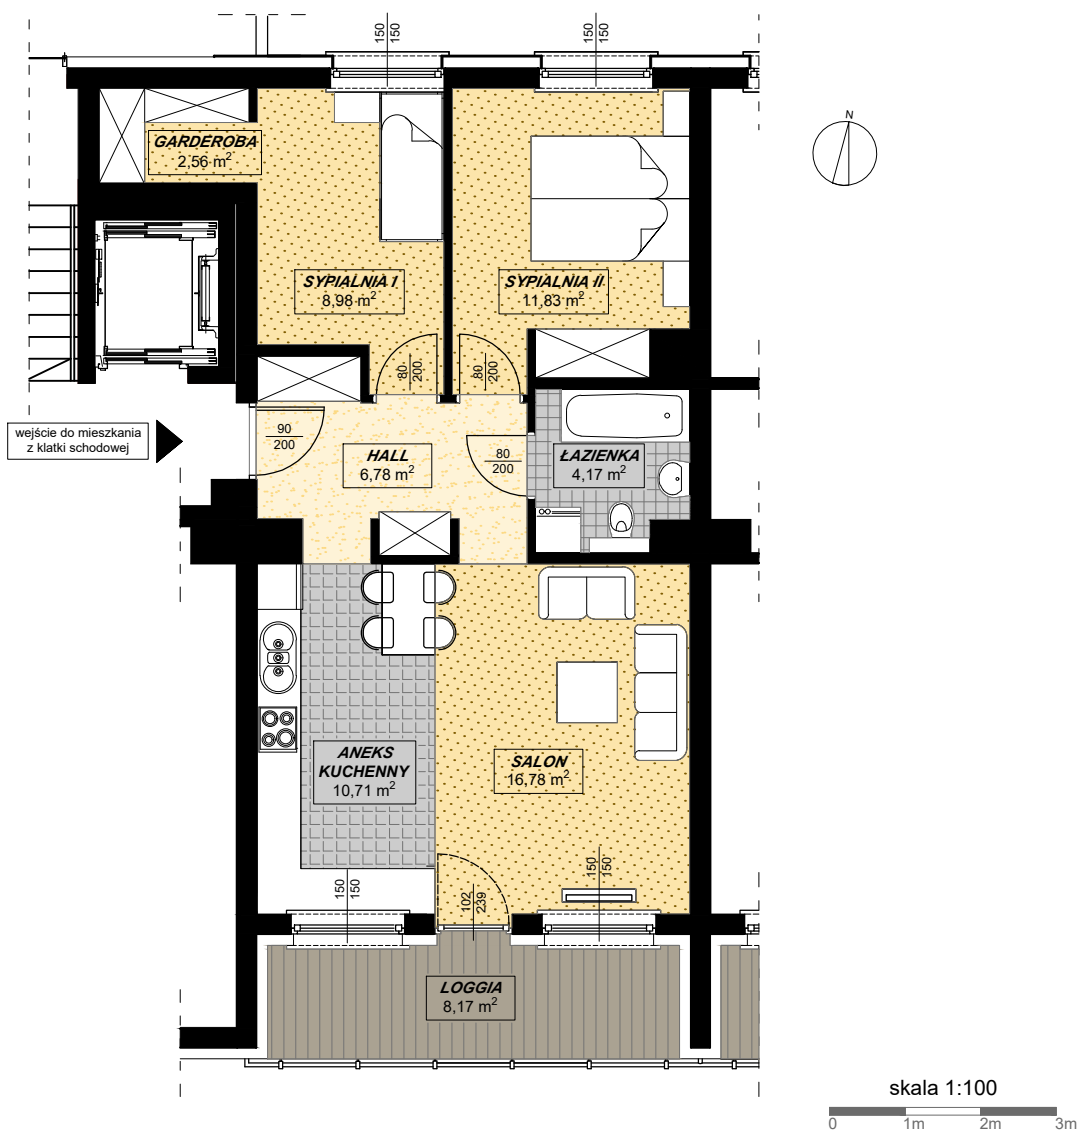 150
150
150
150
N
GARDEROBA
2,56 m²
SYPIALNIA I
8,98 m²
SYPIALNIA II
11,83 m²
80
200
80
200
wejście do mieszkania
z klatki schodowej
90
200
HALL
6,78 m²
80
200
ŁAZIENKA
4,17 m²
ANEKS
KUCHENNY
10,71 m²
SALON
16,78 m²
150
150
102
239
150
150
LOGGIA
8,17 m²
skala 1:100
0 1m 2m 3m